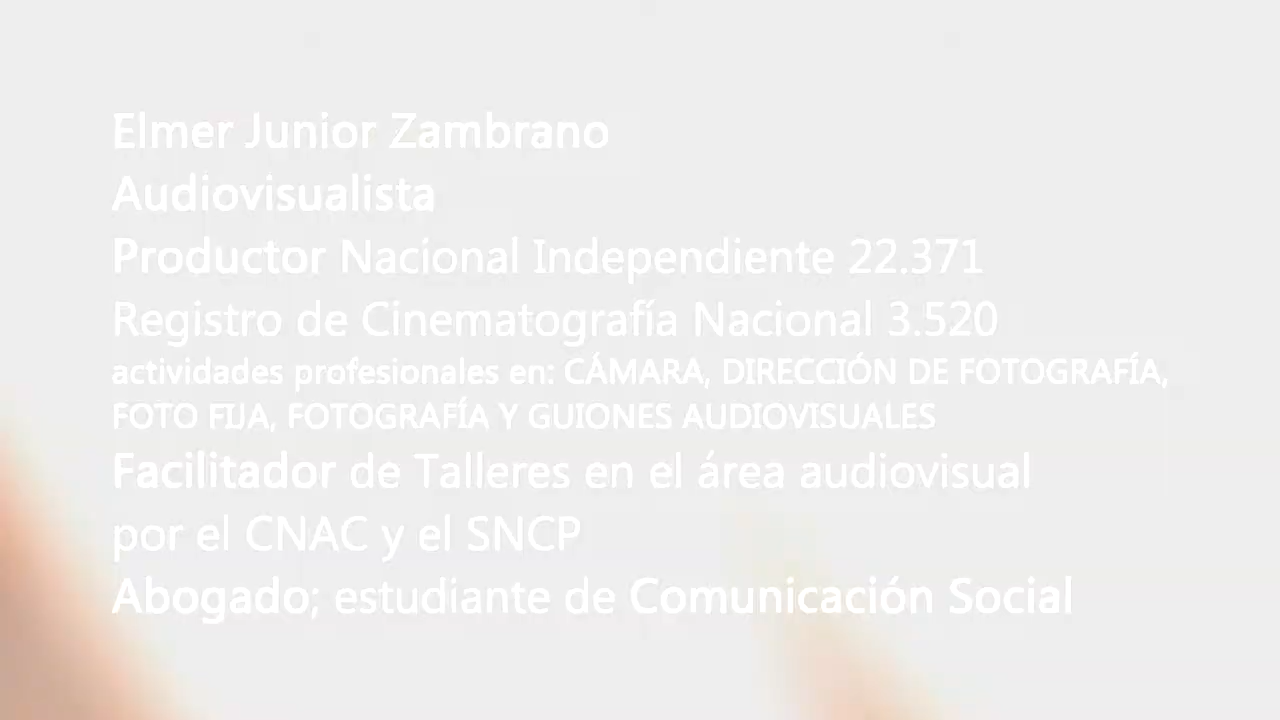 Elmer Junior Zambrano
Audiovisualista
Productor Nacional Independiente 22.371
Registro de Cinematografía Nacional 3.520
actividades profesionales en: CÁMARA, DIRECCIÓN DE FOTOGRAFÍA,
FOTO FIJA, FOTOGRAFÍA Y GUIONES AUDIOVISUALES
Facilitador de Talleres en el área audiovisual
por el CNAC y el SNCP
Abogado; estudiante de Comunicación Social